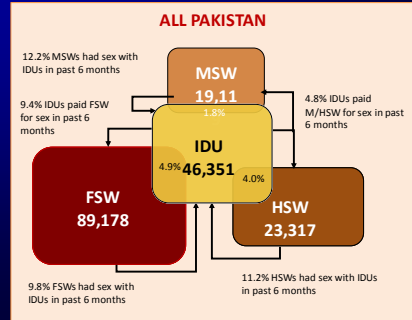 ALL PAKISTAN
12.2% MSWs had sex with
IDUs in past 6 months
MSW
19,11
1.8%
9.4% IDUs paid FSW
for sex in past 6
months
4.8% IDUs paid
M/HSW for sex in past
6 months
IDU
46,351
4.9%
4.0%
FSW
89,178
HSW
23,317
9.8% FSWs had sex with
IDUs in past 6 months
11.2% HSWs had sex with IDUs
in past 6 months